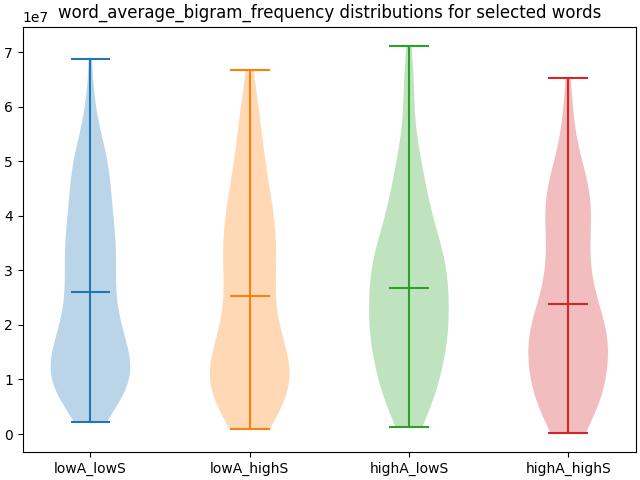 word_average_bigram_frequency distributions for selected words
1e7
7
6
5
4
3
2
1
0
lowA_lowS lowA_highS highA_lowS highA_highS